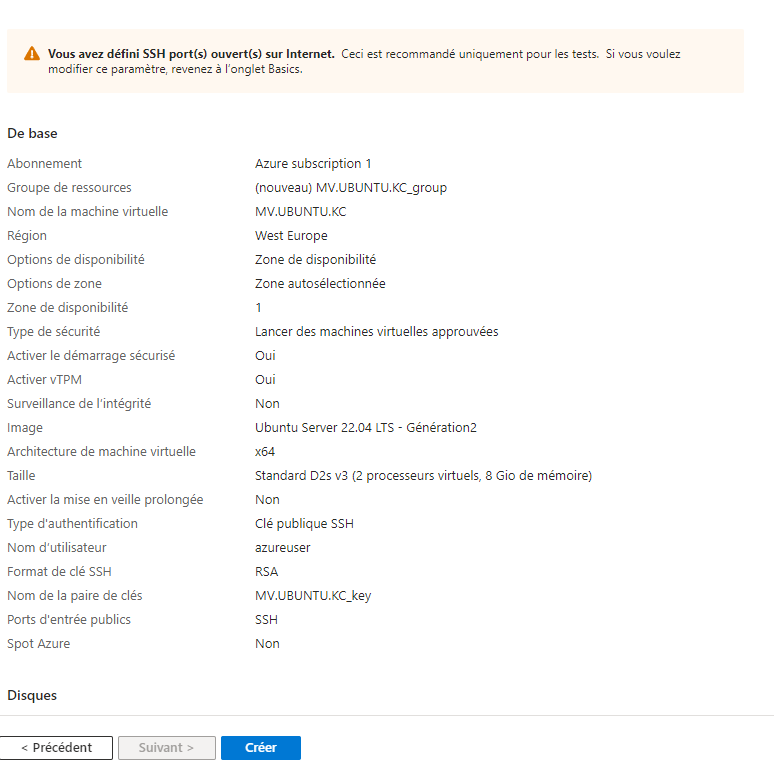 Vous avez défini SSH port(s) ouvert(s) sur Internet. Ceci est recommandé uniquement pour les tests. Si vous voulez
modifier ce paramètre, revenez à l'onglet Basics.
De base
Abonnement Azure subscription 1
Groupe de ressources (nouveau) MV.UBUNTU.KC_group
Nom de la machine virtuelle MV.UBUNTU.KC
Région West Europe
Options de disponibilité Zone de disponibilité
Options de zone Zone autosélectionnée
Zone de disponibilité 1
Type de sécurité Lancer des machines virtuelles approuvées
Activer le démarrage sécurisé Oui
Activer vTPM Oui
Surveillance de l'intégrité Non
Image Ubuntu Server 22.04 LTS - Génération2
Architecture de machine virtuelle x64
Taille Standard D2s v3 (2 processeurs virtuels, 8 Gio de mémoire)
Activer la mise en veille prolongée Non
Type d'authentification Clé publique SSH
Nom d'utilisateur azureuser
Format de clé SSH RSA
Nom de la paire de clés MV.UBUNTU.KC_key
Ports d'entrée publics SSH
Spot Azure Non
Disques
< Précédent Suivant > Créer